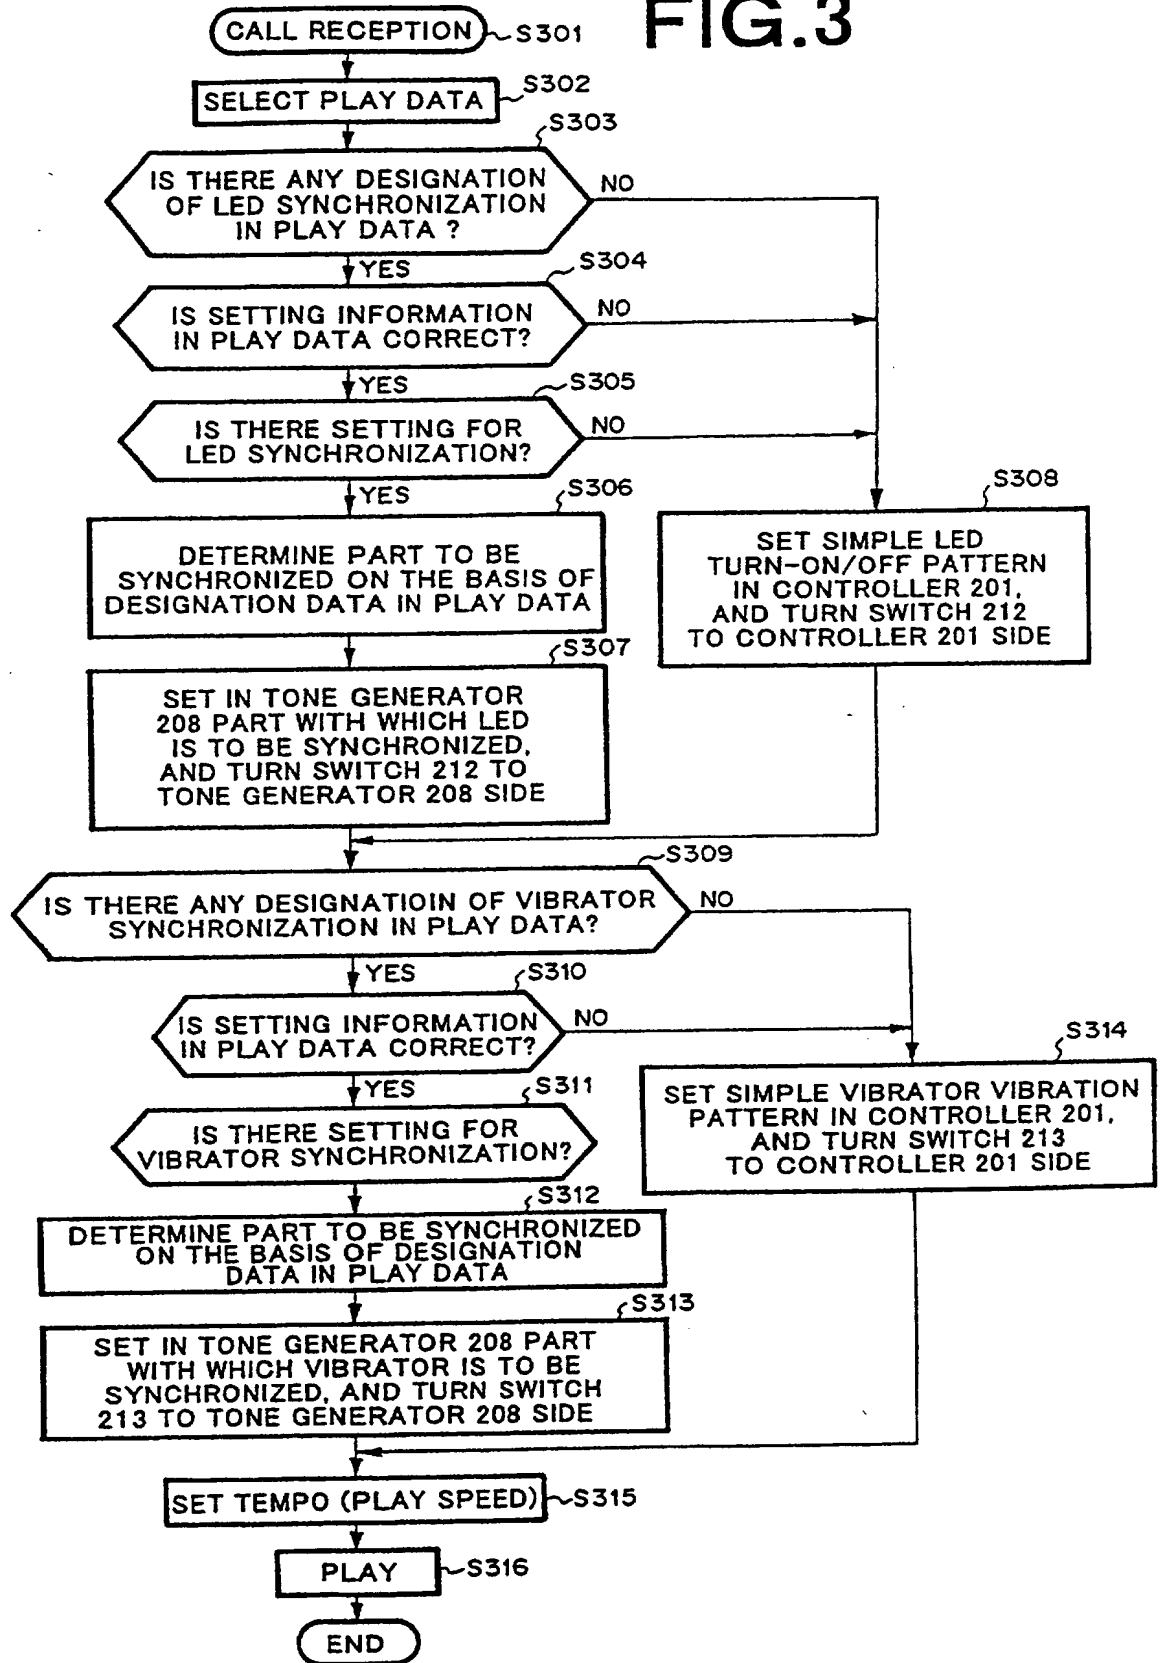 FIG.3
CALL RECEPTION
S301
SELECT PLAY DATA
S302
S303
IS THERE ANY DESIGNATION
OF LED SYNCHRONIZATION
IN PLAY DATA ?
NO
YES
S304
IS SETTING INFORMATION
IN PLAY DATA CORRECT?
NO
YES
S305
IS THERE SETTING FOR
LED SYNCHRONIZATION?
NO
YES
S306
DETERMINE PART TO BE
SYNCHRONIZED ON THE BASIS OF
DESIGNATION DATA IN PLAY DATA
S308
SET SIMPLE LED
TURN-ON/OFF PATTERN
IN CONTROLLER 201,
AND TURN SWITCH 212
TO CONTROLLER 201 SIDE
S307
SET IN TONE GENERATOR
208 PART WITH WHICH LED
IS TO BE SYNCHRONIZED,
AND TURN SWITCH 212 TO
TONE GENERATOR 208 SIDE
S309
IS THERE ANY DESIGNATIOIN OF VIBRATOR
SYNCHRONIZATION IN PLAY DATA?
NO
YES
S310
IS SETTING INFORMATION
IN PLAY DATA CORRECT?
NO
YES
S311
IS THERE SETTING FOR
VIBRATOR SYNCHRONIZATION?
S314
SET SIMPLE VIBRATOR VIBRATION
PATTERN IN CONTROLLER 201,
AND TURN SWITCH 213
TO CONTROLLER 201 SIDE
S312
DETERMINE PART TO BE SYNCHRONIZED
ON THE BASIS OF DESIGNATION
DATA IN PLAY DATA
S313
SET IN TONE GENERATOR 208 PART
WITH WHICH VIBRATOR IS TO BE
SYNCHRONIZED, AND TURN SWITCH
213 TO TONE GENERATOR 208 SIDE
SET TEMPO (PLAY SPEED)
S315
PLAY
S316
END